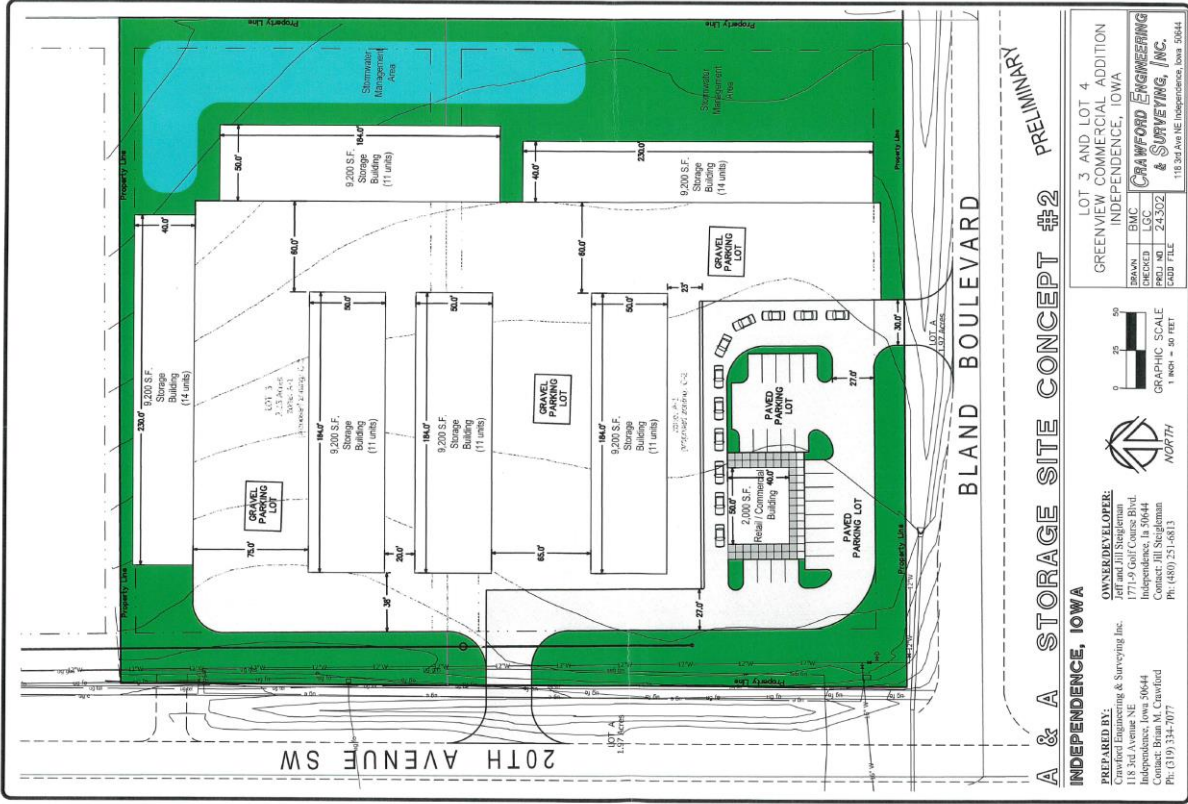 Property Line
Stormwater
Management
Area
Stormwater
Management
Area
Property Line
Property Line
50.0'
184.0'
9,200 S.F.
Storage
Building
(11 units)
40.0'
230.0'
9,200 S.F.
Storage
Building
(14 units)
40.0'
230.0'
9,200 S.F.
Storage
Building
(14 units)
60.0'
60.0'
GRAVEL
PARKING
LOT
23'
50.0'
184.0'
9,200 S.F.
Storage
Building
(11 units)
50.0'
184.0'
9,200 S.F.
Storage
Building
(11 units)
50.0'
184.0'
9,200 S.F.
Storage
Building
(11 units)
GRAVEL
PARKING
LOT
GRAVEL
PARKING
LOT
75.0'
20.0'
65.0'
36'
27.0'
30.0'
27.0'
PAVED
PARKING
LOT
50.0'
40.0'
2,000 S.F.
Retail / Commercial
Building
PAVED
PARKING LOT
Property Line
Property Line
Property Line
LOT A
1.97 Acres
LOT A
1.97 Acres
20TH AVENUE SW
BLAND BOULEVARD
PRELIMINARY
A & A STORAGE SITE CONCEPT #2
INDEPENDENCE, IOWA
PREPARED BY:
Crawford Engineering & Surveying Inc.
118 3rd Avenue NE
Independence, Iowa 50644
Contact: Brian M. Crawford
Ph: (319) 334-7077
OWNER/DEVELOPER:
Jeff and Jill Steigleman
1771-9 Golf Course Blvd.
Independence, Ia 50644
Contact: Jill Steigleman
Ph: (480) 251-6813
NORTH
0 25 50
GRAPHIC SCALE
1 INCH = 50 FEET
LOT 3 AND LOT 4
GREENVIEW COMMERCIAL ADDITION
INDEPENDENCE, IOWA
DRAWN BMC
CHECKED LGC
PROJ NO. 24302
CADD FILE
CRAWFORD ENGINEERING
& SURVEYING, INC.
118 3rd Ave NE Independence, Iowa 50644